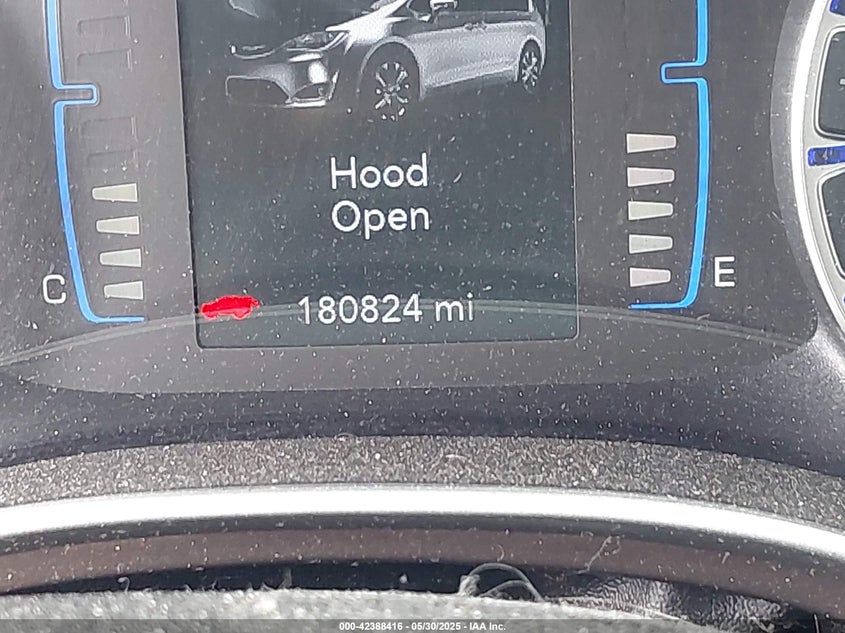 Hood
Open
C
E
180824 mi
000-42388416 - 05/30/2025 - IAA Inc.